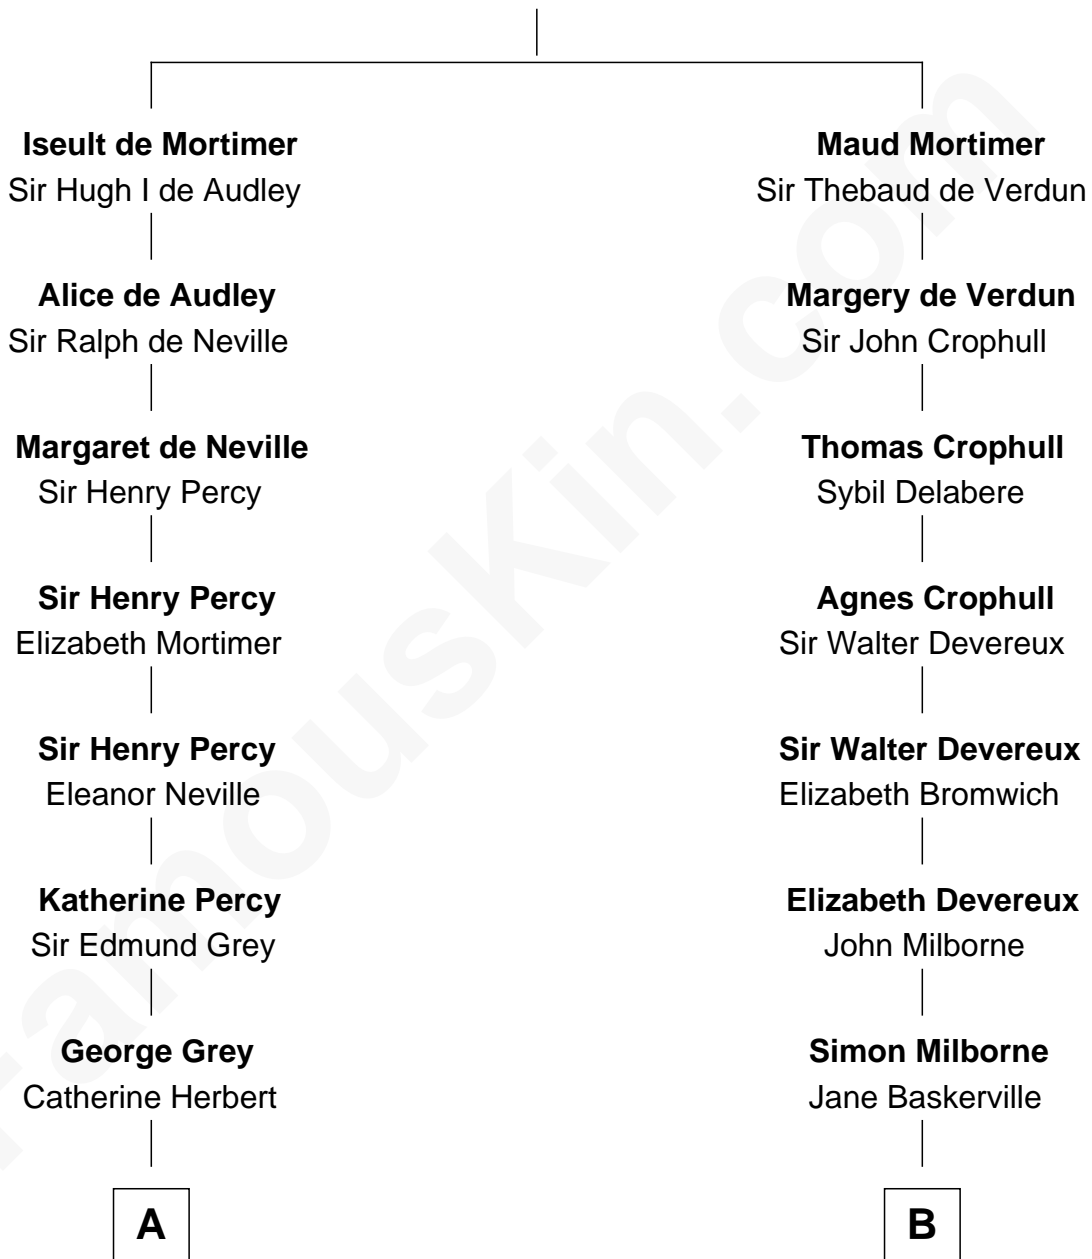 Iseult de Mortimer
Sir Hugh I de Audley
Alice de Audley
Sir Ralph de Neville
Margaret de Neville
Sir Henry Percy
Sir Henry Percy
Elizabeth Mortimer
Sir Henry Percy
Eleanor Neville
Katherine Percy
Sir Edmund Grey
George Grey
Catherine Herbert
A
Maud Mortimer
Sir Thebaud de Verdun
Margery de Verdun
Sir John Crophull
Thomas Crophull
Sybil Delabere
Agnes Crophull
Sir Walter Devereux
Sir Walter Devereux
Elizabeth Bromwich
Elizabeth Devereux
John Milborne
Simon Milborne
Jane Baskerville
B
FamousKin.com